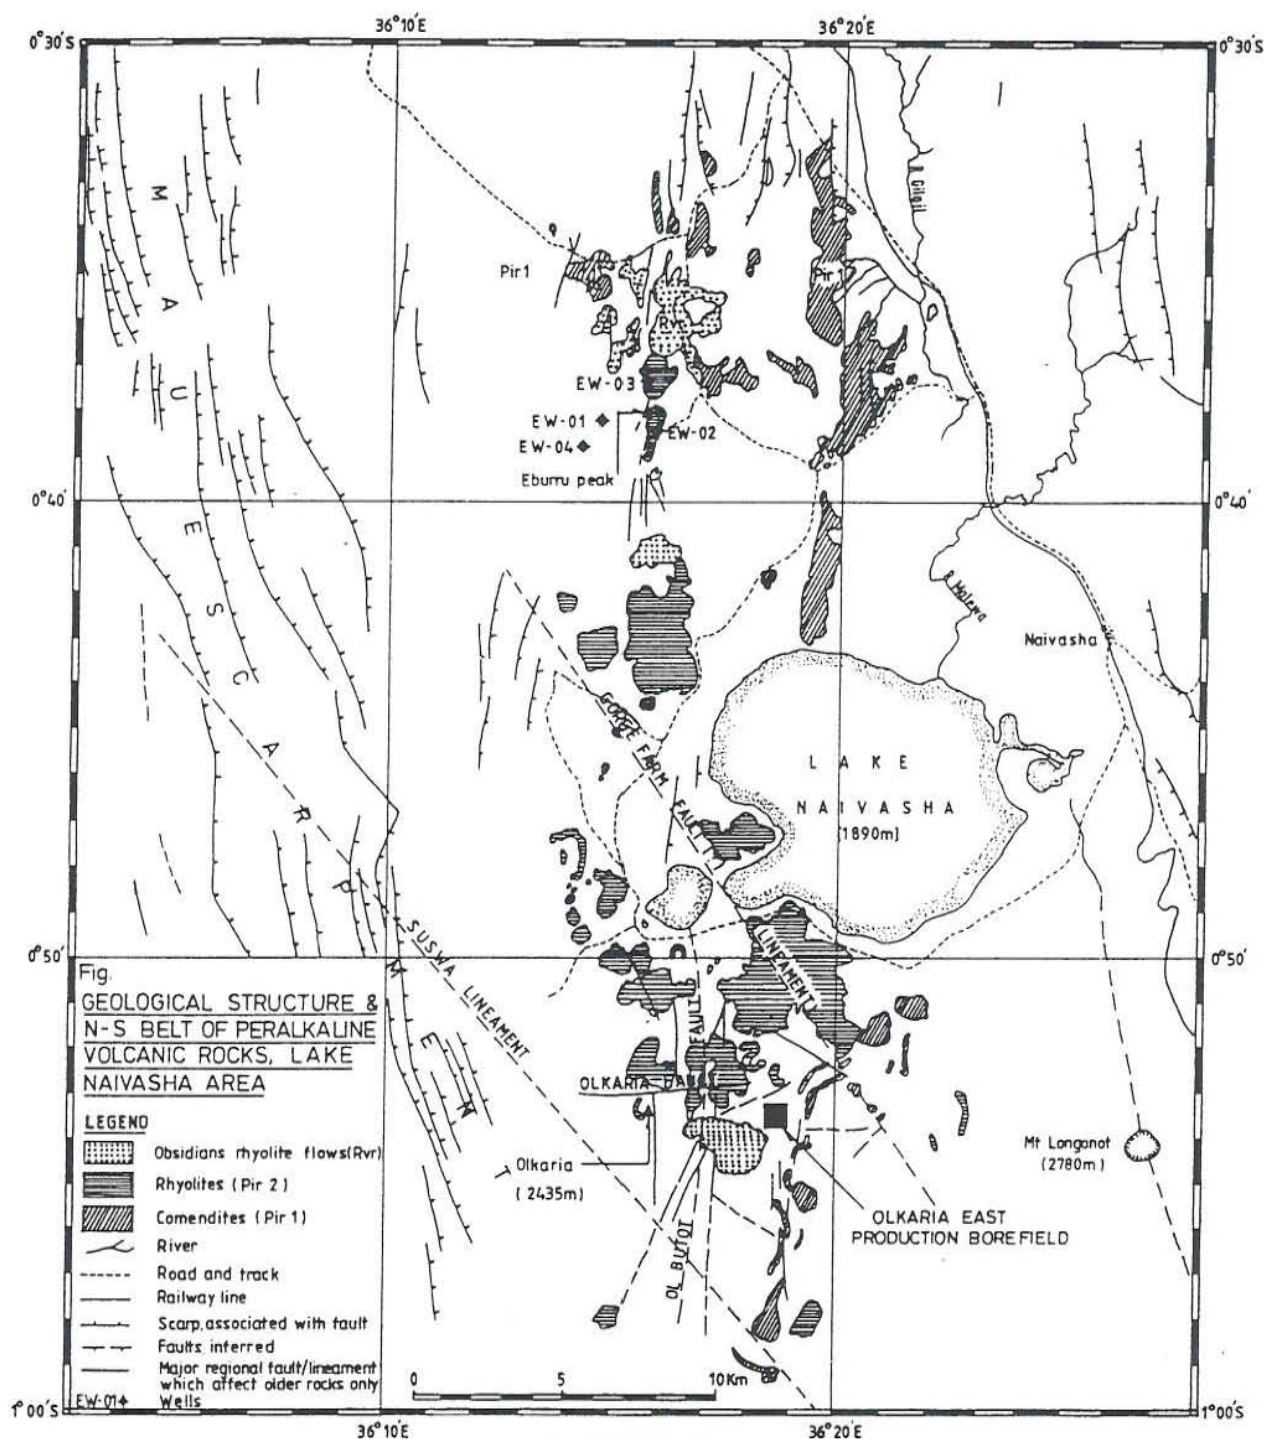 36°10'E
36°20'E
0°30'S
0°30'S
MAU ESCARPMENT
R Gilgil
Pir1
Pir 1
Rvr
EW-03
EW-01
EW-02
EW-04
Eburru peak
0°40'
0°40'
R Malewa
Naivasha
GORGE FARM FAULT
LAKE
NAIVASHA
(1890m)
LINEAMENT
SUSWA LINEAMENT
0°50'
0°50'
FAULT
OLKARIA FAULT
Olkaria
(2435m)
OL BUTOT
Mt Longonot
(2780m)
OLKARIA EAST
PRODUCTION BOREFIELD
Fig.
GEOLOGICAL STRUCTURE &
N-S BELT OF PERALKALINE
VOLCANIC ROCKS, LAKE
NAIVASHA AREA
LEGEND
Obsidians rhyolite flows(Rvr)
Rhyolites (Pir 2)
Comendites (Pir 1)
River
Road and track
Railway line
Scarp, associated with fault
Faults inferred
Major regional fault/lineament
which affect older rocks only
EW-01 Wells
0 5 10Km
1°00'S
1°00'S
36°10'E
36°20'E